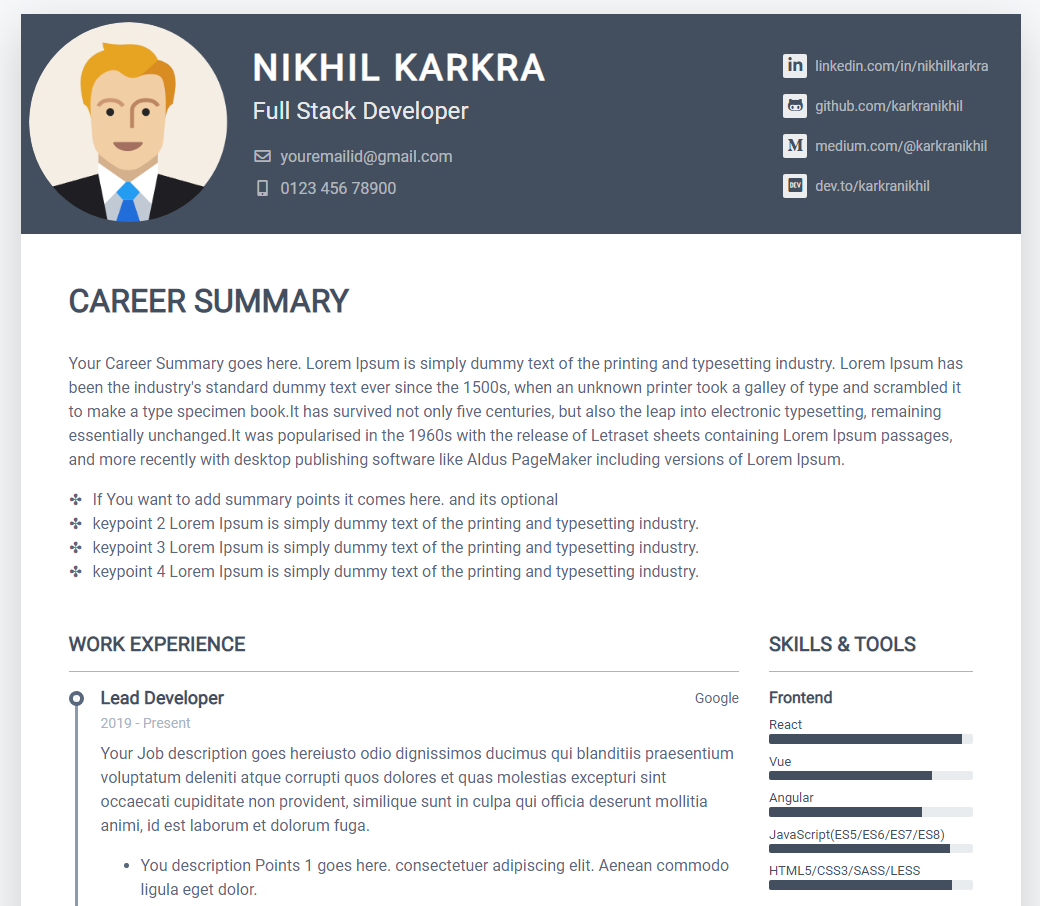 NIKHIL KARKRA
Full Stack Developer
youremailid@gmail.com
0123 456 78900
in linkedin.com/in/nikhilkarkra
github.com/karkranikhil
M medium.com/@karkranikhil
DEV dev.to/karkranikhil
CAREER SUMMARY
Your Career Summary goes here. Lorem Ipsum is simply dummy text of the printing and typesetting industry. Lorem Ipsum has
been the industry's standard dummy text ever since the 1500s, when an unknown printer took a galley of type and scrambled it
to make a type specimen book.It has survived not only five centuries, but also the leap into electronic typesetting, remaining
essentially unchanged.It was popularised in the 1960s with the release of Letraset sheets containing Lorem Ipsum passages,
and more recently with desktop publishing software like Aldus PageMaker including versions of Lorem Ipsum.
✤ If You want to add summary points it comes here. and its optional
✤ keypoint 2 Lorem Ipsum is simply dummy text of the printing and typesetting industry.
✤ keypoint 3 Lorem Ipsum is simply dummy text of the printing and typesetting industry.
✤ keypoint 4 Lorem Ipsum is simply dummy text of the printing and typesetting industry.
WORK EXPERIENCE
Lead Developer
Google
2019 - Present
Your Job description goes hereiusto odio dignissimos ducimus qui blanditiis praesentium
voluptatum deleniti atque corrupti quos dolores et quas molestias excepturi sint
occaecati cupiditate non provident, similique sunt in culpa qui officia deserunt mollitia
animi, id est laborum et dolorum fuga.
• You description Points 1 goes here. consectetuer adipiscing elit. Aenean commodo
ligula eget dolor.
SKILLS & TOOLS
Frontend
React
Vue
Angular
JavaScript(ES5/ES6/ES7/ES8)
HTML5/CSS3/SASS/LESS